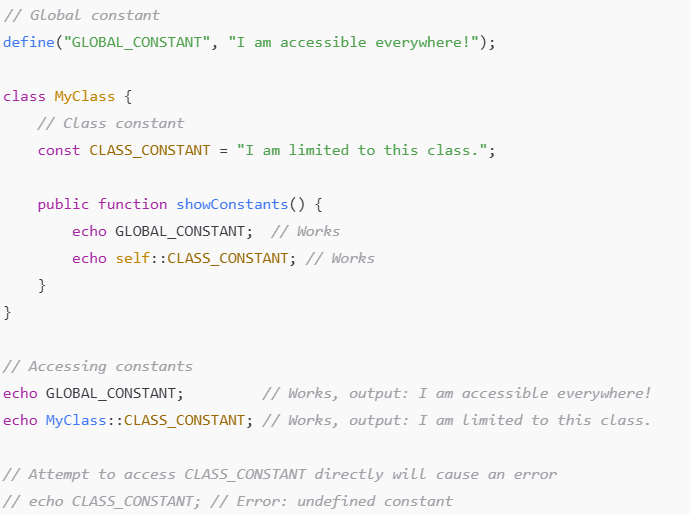 // Global constant
define("GLOBAL_CONSTANT", "I am accessible everywhere!");
class MyClass {
    // Class constant
    const CLASS_CONSTANT = "I am limited to this class.";
    public function showConstants() {
        echo GLOBAL_CONSTANT;  // Works
        echo self::CLASS_CONSTANT; // Works
    }
}
// Accessing constants
echo GLOBAL_CONSTANT;         // Works, output: I am accessible everywhere!
echo MyClass::CLASS_CONSTANT; // Works, output: I am limited to this class.
// Attempt to access CLASS_CONSTANT directly will cause an error
// echo CLASS_CONSTANT; // Error: undefined constant